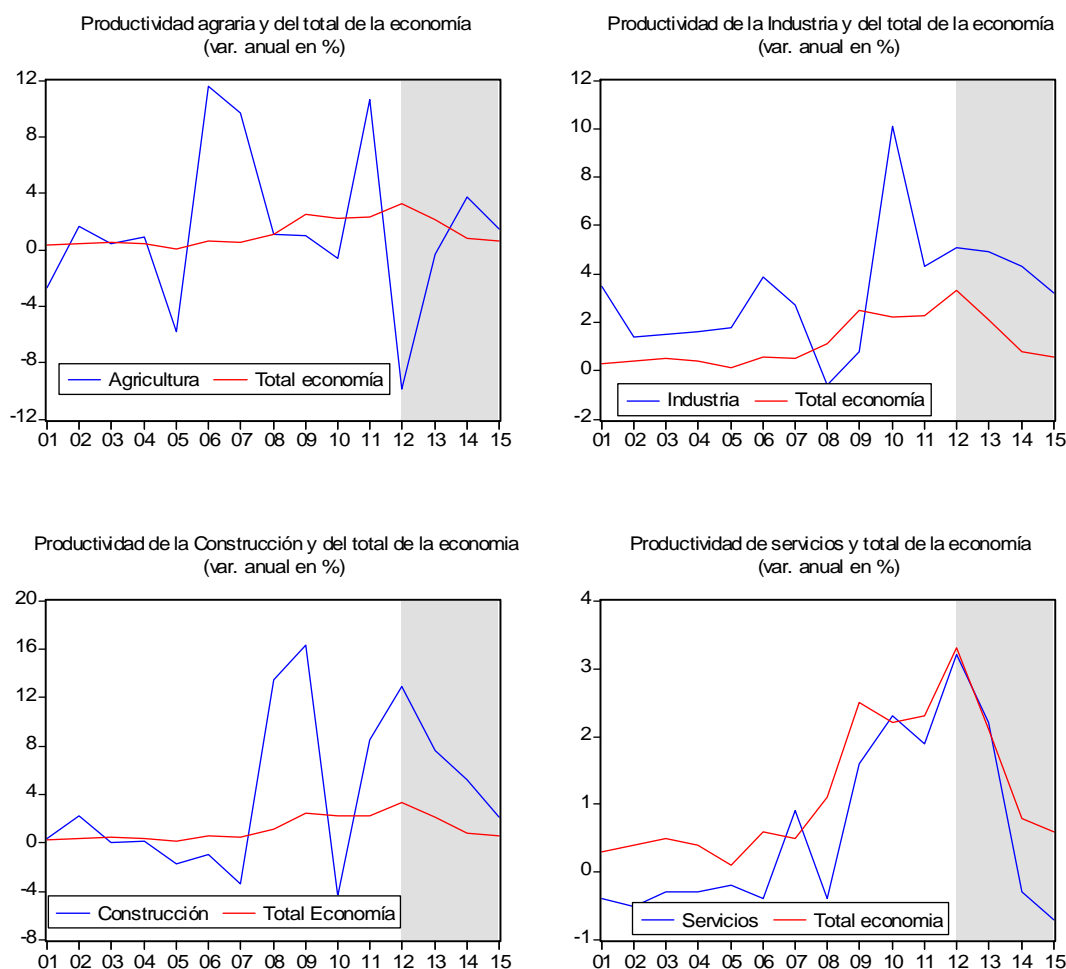 Productividad agraria y del total de la economía
(var. anual en %)
12
8
4
0
-4
-8
-12
Agricultura Total economía
01 02 03 04 05 06 07 08 09 10 11 12 13 14 15
Productividad de la Industria y del total de la economía
(var. anual en %)
12
10
8
6
4
2
0
-2
Industria Total economía
01 02 03 04 05 06 07 08 09 10 11 12 13 14 15
Productividad de la Construcción y del total de la economia
(var. anual en %)
20
16
12
8
4
0
-4
-8
Construcción Total Economía
01 02 03 04 05 06 07 08 09 10 11 12 13 14 15
Productividad de servicios y total de la economía
(var. anual en %)
4
3
2
1
0
-1
Servicios Total economia
01 02 03 04 05 06 07 08 09 10 11 12 13 14 15